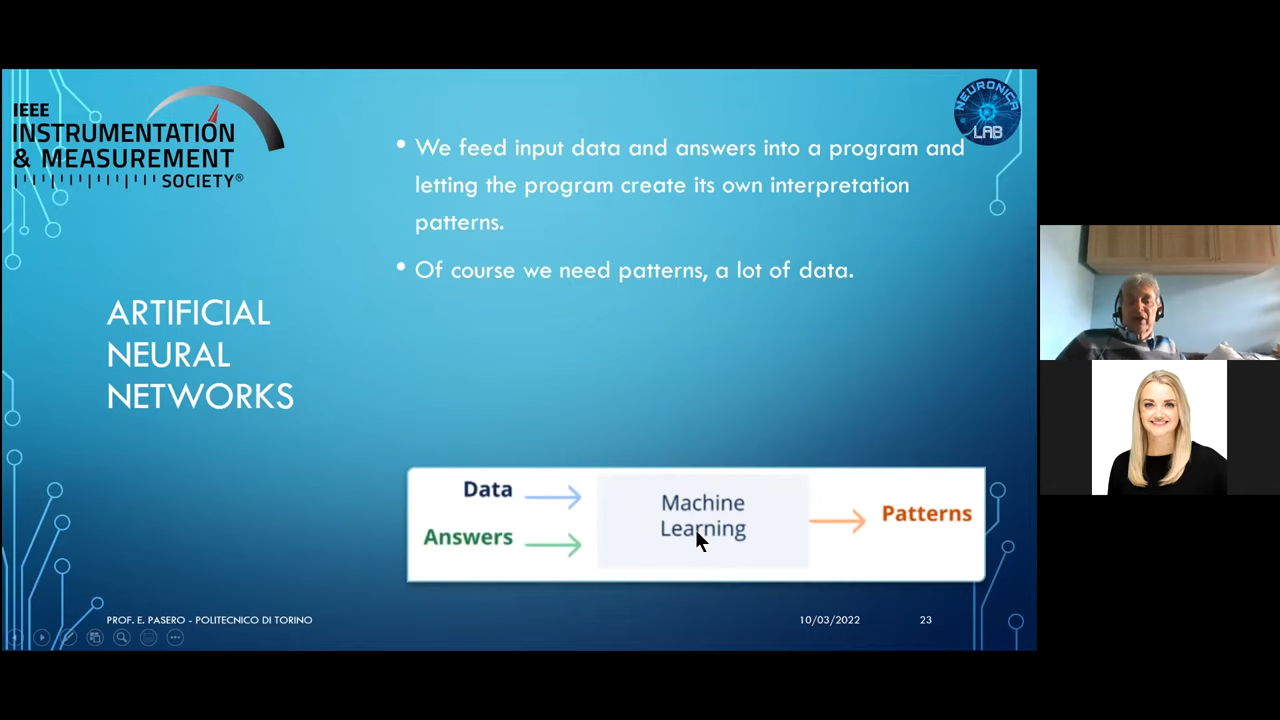 IEEE
INSTRUMENTATION
& MEASUREMENT
SOCIETY®
NEURONICA
LAB
• We feed input data and answers into a program and
letting the program create its own interpretation
patterns.
• Of course we need patterns, a lot of data.
ARTIFICIAL
NEURAL
NETWORKS
Data
Answers
Machine
Learning
Patterns
PROF. E. PASERO - POLITECNICO DI TORINO
10/03/2022
23